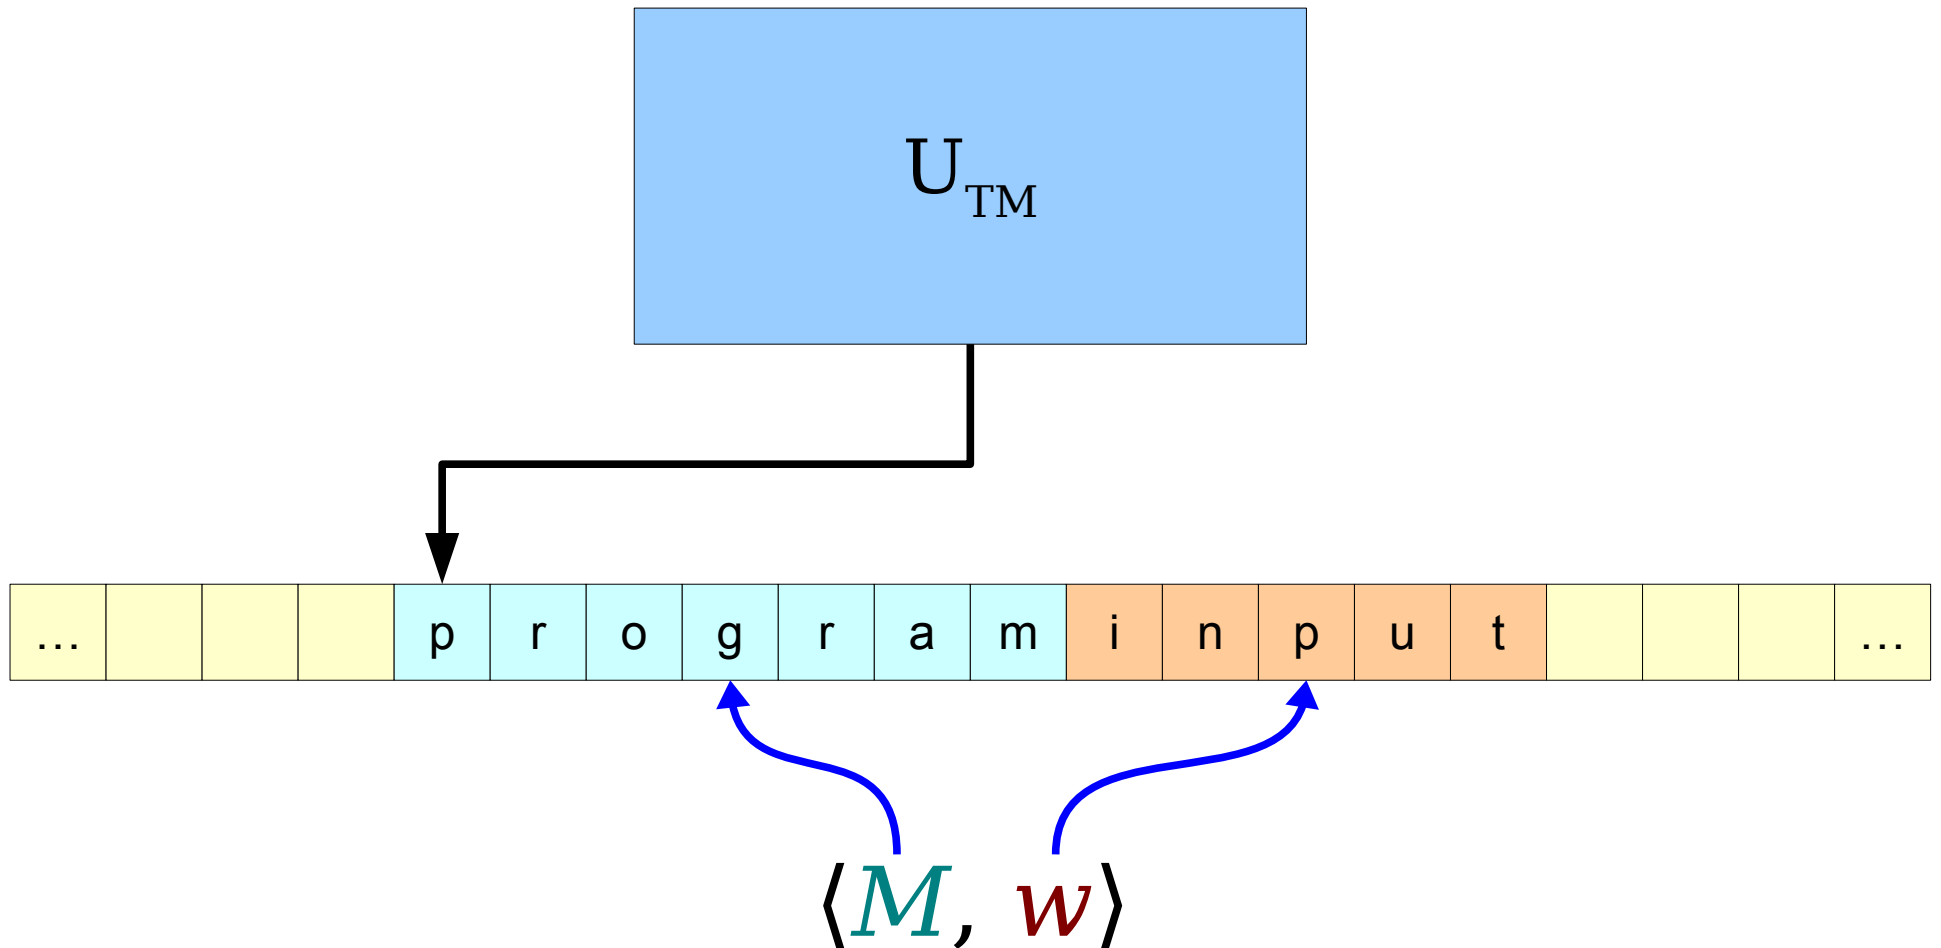 U_TM
… p r o g r a m i n p u t …
⟨M, w⟩